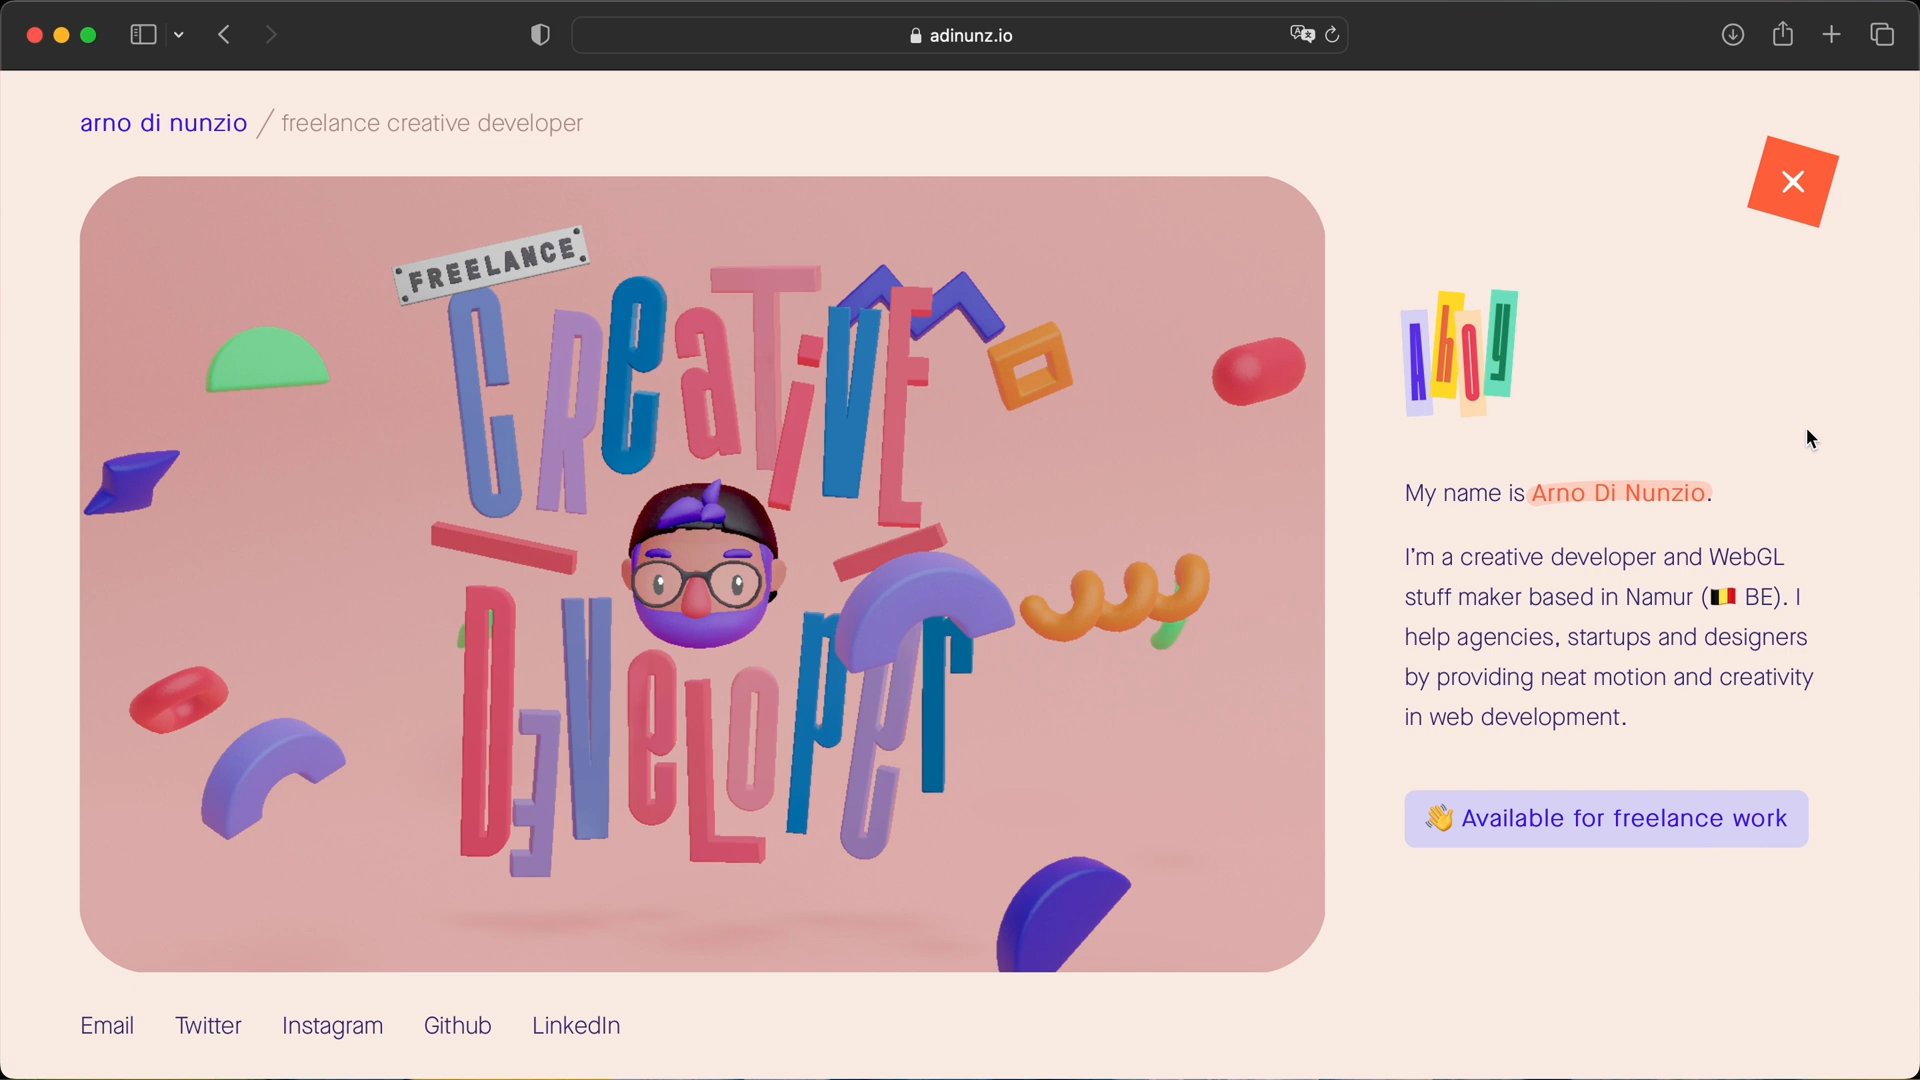 adinunz.io
arno di nunzio / freelance creative developer
FREELANCE
CReaTiVE
DEVeLOPer
AhOy
My name is Arno Di Nunzio.
I'm a creative developer and WebGL
stuff maker based in Namur (🇧🇪 BE). I
help agencies, startups and designers
by providing neat motion and creativity
in web development.
👋 Available for freelance work
Email Twitter Instagram Github LinkedIn